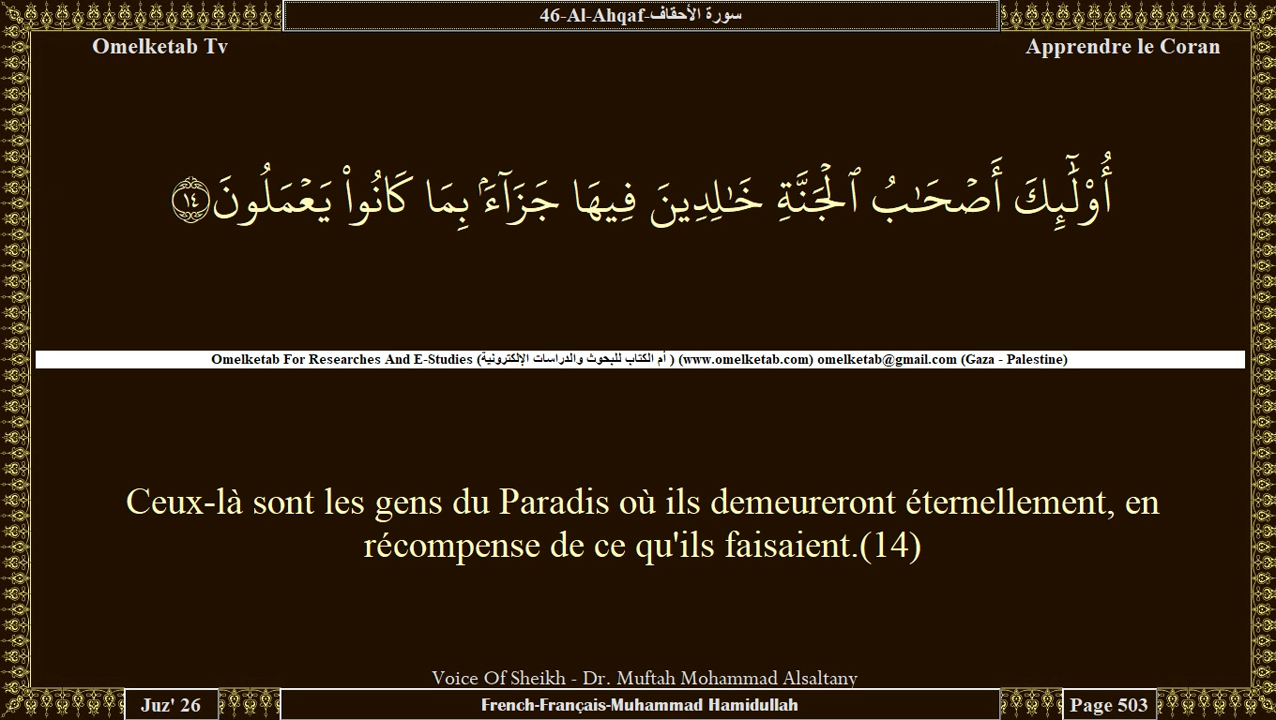 46-Al-Ahqaf-سورة الأحقاف
Omelketab Tv
Apprendre le Coran
أُوْلَٰٓئِكَ أَصۡحَٰبُ ٱلۡجَنَّةِ خَٰلِدِينَ فِيهَا جَزَآءَۢ بِمَا كَانُواْ يَعۡمَلُونَ ١٤
Omelketab For Researches And E-Studies (أم الكتاب للبحوث والدراسات الإلكترونية ) (www.omelketab.com) omelketab@gmail.com (Gaza - Palestine)
Ceux-là sont les gens du Paradis où ils demeureront éternellement, en
récompense de ce qu'ils faisaient.(14)
Voice Of Sheikh - Dr. Muftah Mohammad Alsaltany
Juz' 26
French-Français-Muhammad Hamidullah
Page 503